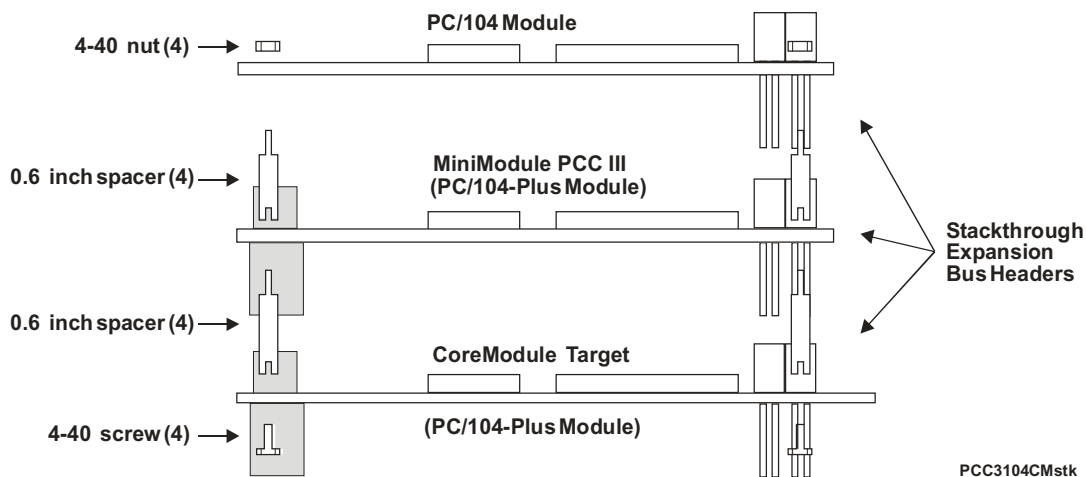 PC/104 Module
4-40 nut (4)
0.6 inch spacer (4)
MiniModule PCC III
(PC/104-Plus Module)
Stackthrough
Expansion
Bus Headers
0.6 inch spacer (4)
CoreModule Target
4-40 screw (4)
(PC/104-Plus Module)
PCC3104CMstk